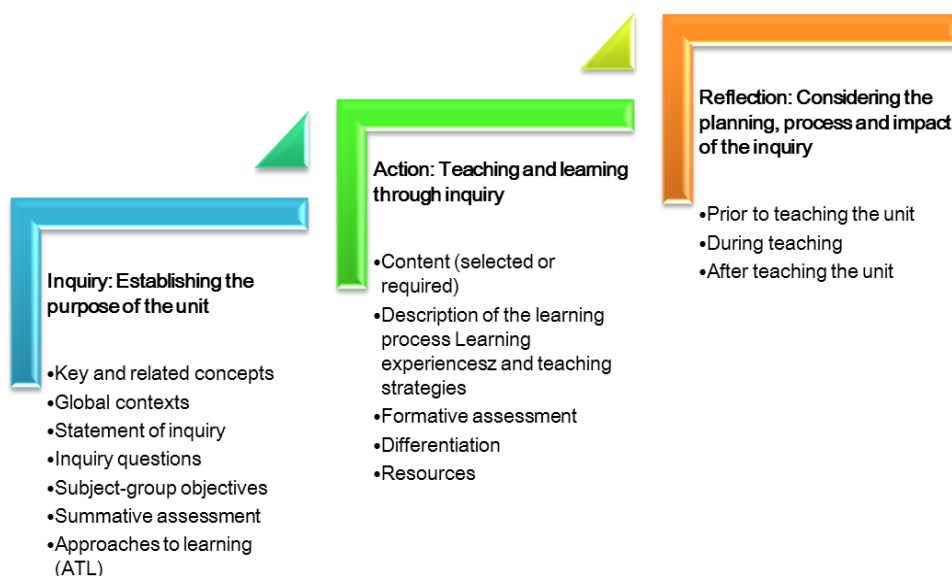 Inquiry: Establishing the
purpose of the unit
•Key and related concepts
•Global contexts
•Statement of inquiry
•Inquiry questions
•Subject-group objectives
•Summative assessment
•Approaches to learning
(ATL)
Action: Teaching and learning
through inquiry
•Content (selected or
required)
•Description of the learning
process Learning
experiencesz and teaching
strategies
•Formative assessment
•Differentiation
•Resources
Reflection: Considering the
planning, process and impact
of the inquiry
•Prior to teaching the unit
•During teaching
•After teaching the unit